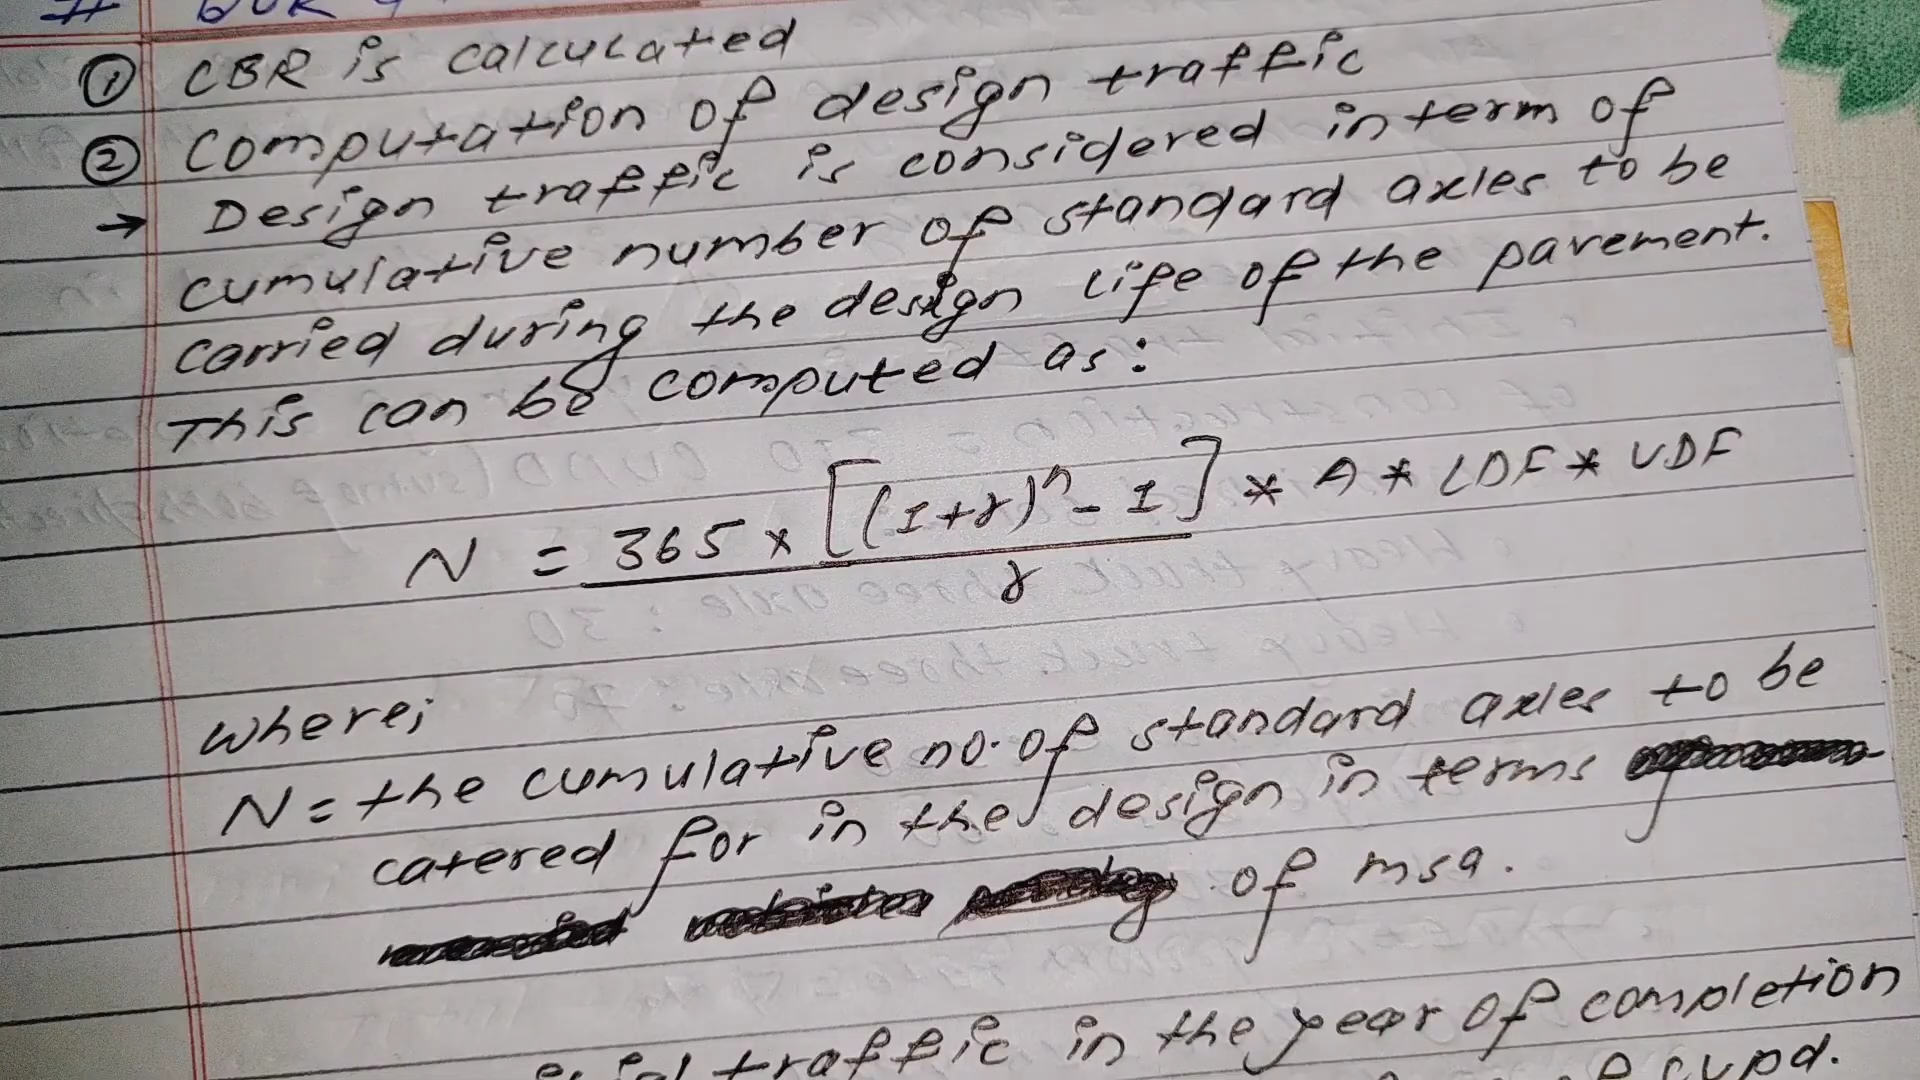 ① CBR is calculated
② Computation of design traffic
→ Design traffic is considered in term of
cumulative number of standard axles to be
carried during the design life of the pavement.
This can be computed as:
N = 365 x [(1+r)^n - 1] * A * LDF * VDF
r
where;
N = the cumulative no. of standard axles to be
catered for in the design in terms
of msa.
traffic in the year of completion
cvpd.